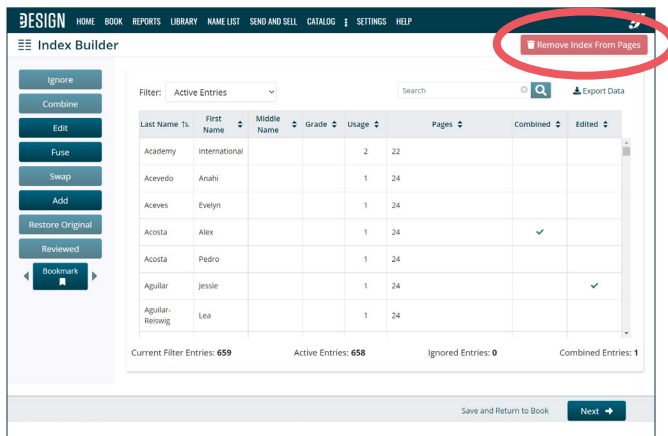 DESIGN HOME BOOK REPORTS LIBRARY NAME LIST SEND AND SELL CATALOG SETTINGS HELP
Index Builder Remove Index From Pages
Ignore
Combine
Edit
Fuse
Swap
Add
Restore Original
Reviewed
Bookmark
Filter: Active Entries Search Export Data
Last Name First Name Middle Name Grade Usage Pages Combined Edited
Academy International 2 22
Acevedo Anahi 1 24
Aceves Evelyn 1 24
Acosta Alex 1 24 ✓
Acosta Pedro 1 24
Aguilar Jessie 1 24 ✓
Aguilar-Reiswig Lea 1 24
Current Filter Entries: 659 Active Entries: 658 Ignored Entries: 0 Combined Entries: 1
Save and Return to Book Next